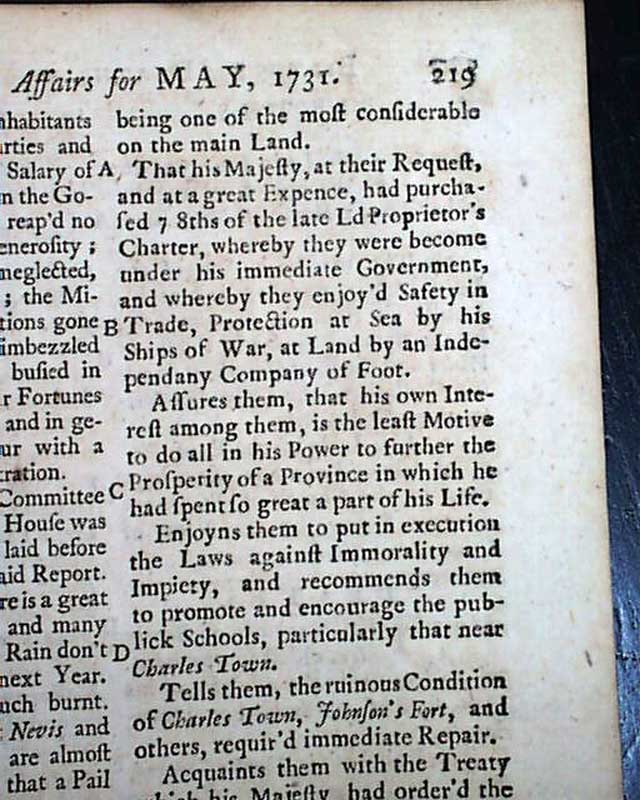 Affairs for MAY, 1731. 219
nhabitants
rties and
Salary of
n the Go-
reap'd no
eneroſity ;
neglected,
; the Mi-
tions gone
imbezzled
buſied in
r Fortunes
and in ge-
ur with a
ration.
Committee
Houſe was
laid before
aid Report.
re is a great
and many
Rain don't
next Year.
uch burnt.
Nevis and
are almoſt
that a Pail
being one of the moſt conſiderable
on the main Land.
A, That his Majeſty, at their Requeſt,
and at a great Expence, had purcha-
ſed 7 8ths of the late Ld Proprietor's
Charter, whereby they were become
under his immediate Government,
and whereby they enjoy'd Safety in
B Trade, Protection at Sea by his
Ships of War, at Land by an Inde-
pendany Company of Foot.
Aſſures them, that his own Inte-
reſt among them, is the leaſt Motive
to do all in his Power to further the
C Proſperity of a Province in which he
had ſpent ſo great a part of his Life.
Enjoyns them to put in execution
the Laws againſt Immorality and
Impiety, and recommends them
to promote and encourage the pub-
D lick Schools, particularly that near
Charles Town.
Tells them, the ruinous Condition
of Charles Town, Johnſon's Fort, and
others, requir'd immediate Repair.
Acquaints them with the Treaty
which his Majeſty had order'd the